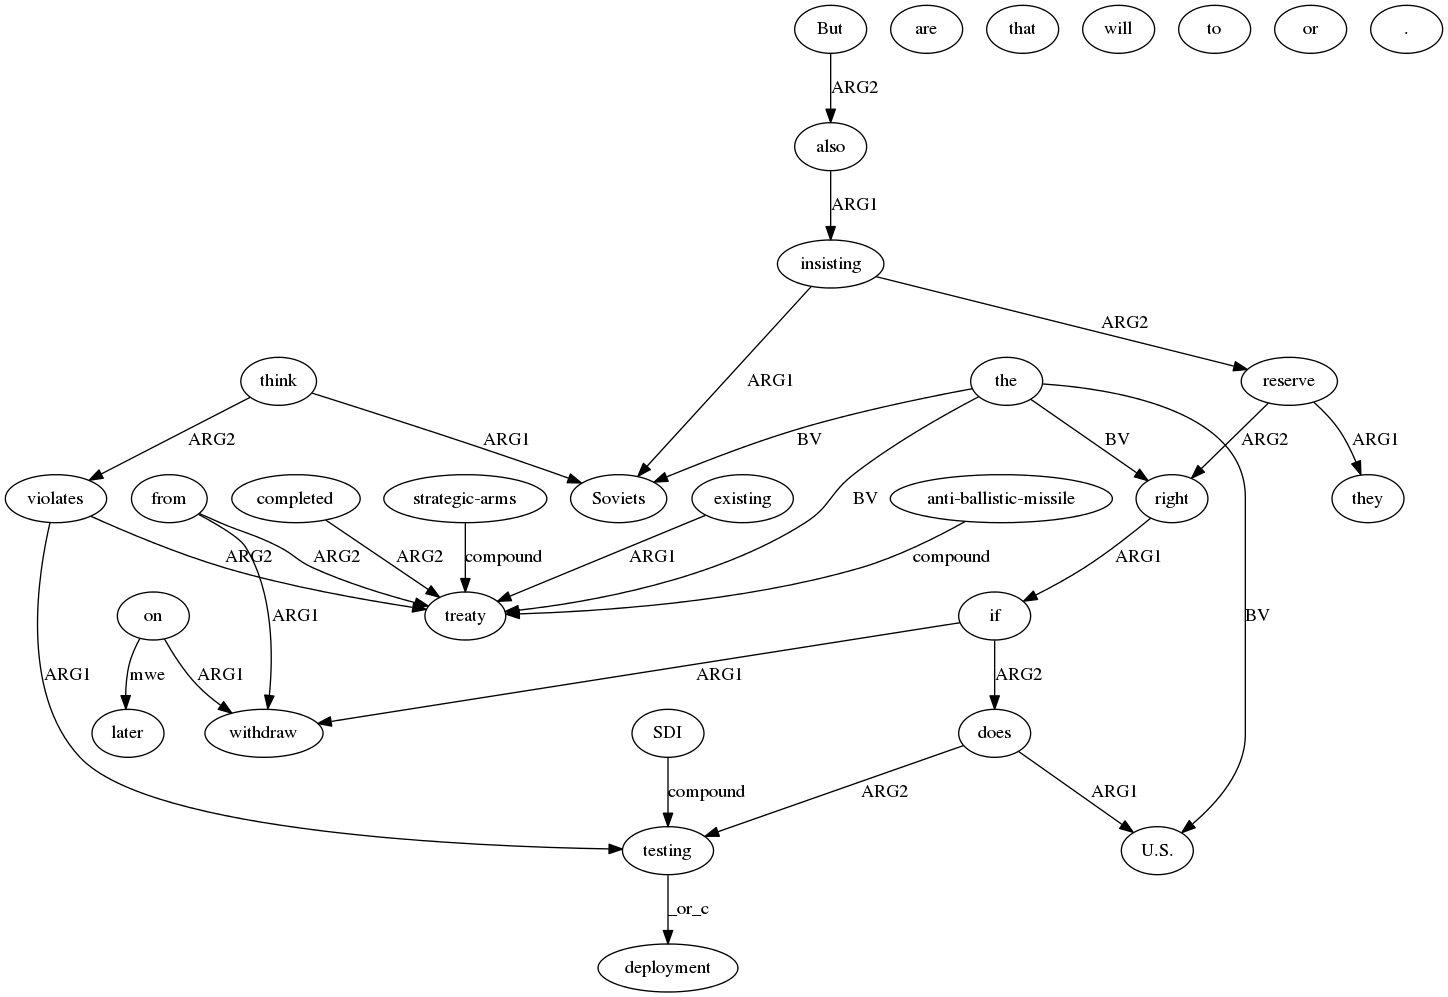 But are that will to or .
ARG2
also
ARG1
insisting
ARG2
think ARG1 the reserve
ARG2 ARG1 BV BV ARG2 ARG1
violates from completed strategic-arms Soviets existing BV anti-ballistic-missile right they
ARG2 ARG2 ARG2 compound ARG1 compound ARG1
on ARG1 treaty if BV
ARG1 mwe ARG1 ARG1 ARG2
later withdraw SDI does
compound ARG2 ARG1
testing U.S.
_or_c
deployment